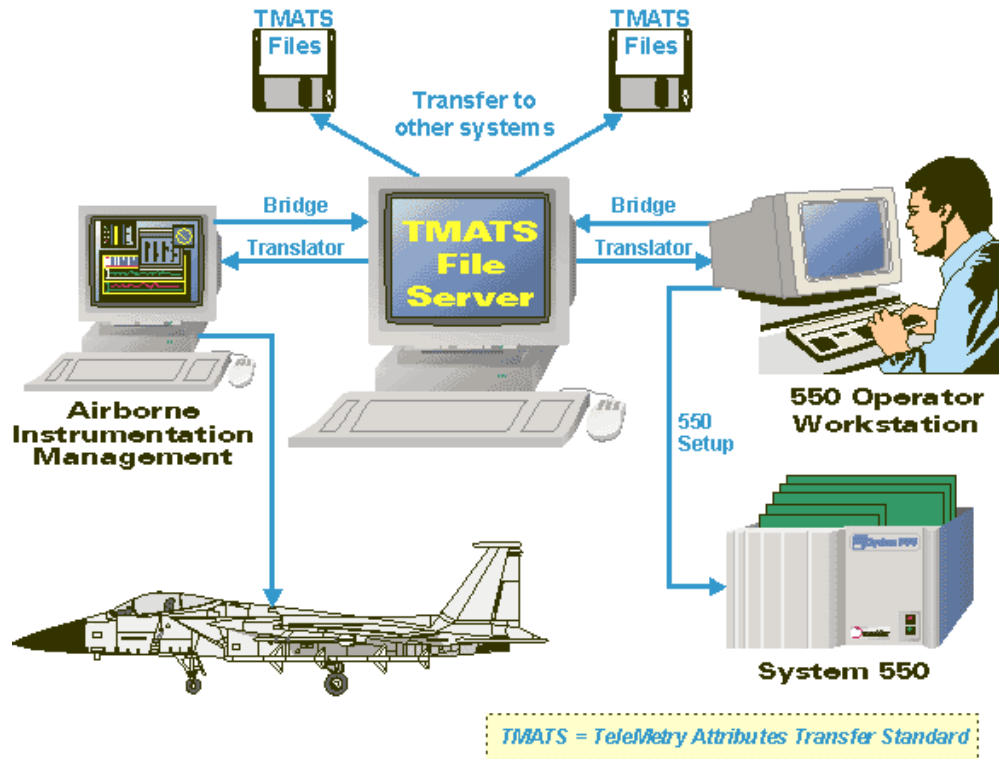 TMATS
Files
TMATS
Files
Transfer to
other systems
Bridge
Translator
TMATS
File
Server
Bridge
Translator
Airborne
Instrumentation
Management
550 Operator
Workstation
550
Setup
System 550
TMATS = TeleMetry Attributes Transfer Standard